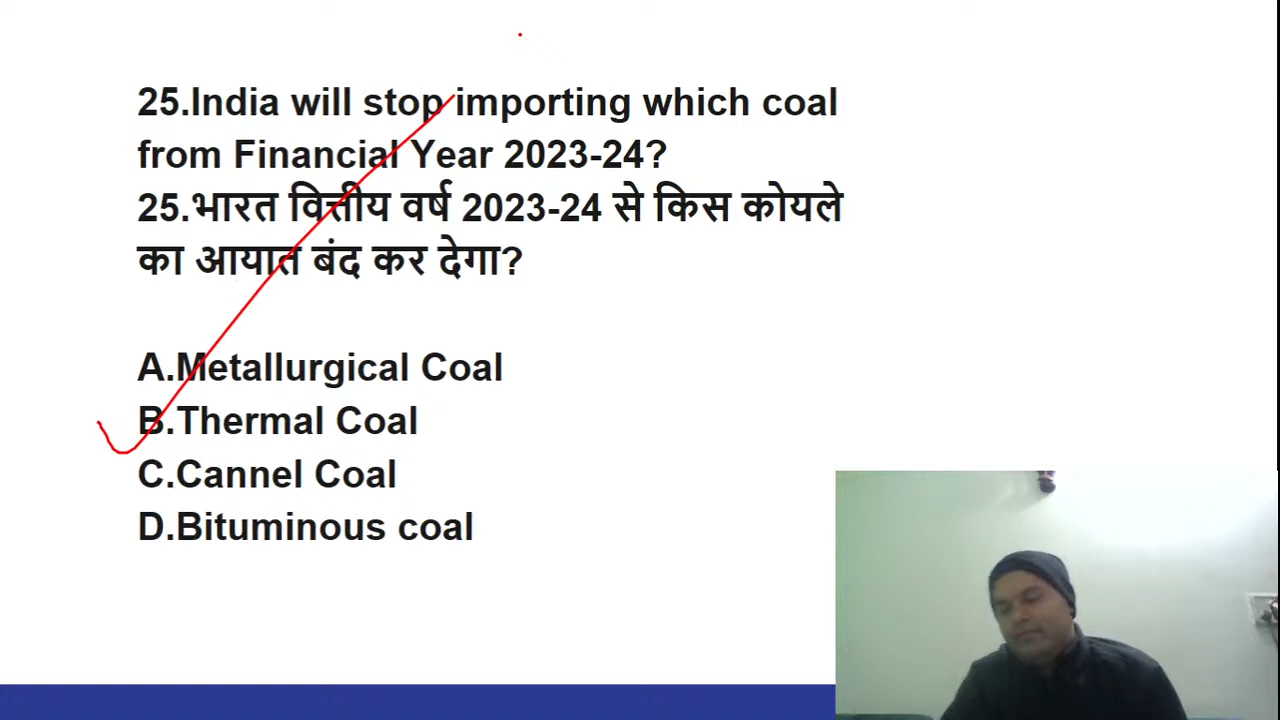 25.India will stop importing which coal
from Financial Year 2023-24?
25.भारत वित्तीय वर्ष 2023-24 से किस कोयले
का आयात बंद कर देगा?
A.Metallurgical Coal
B.Thermal Coal
C.Cannel Coal
D.Bituminous coal